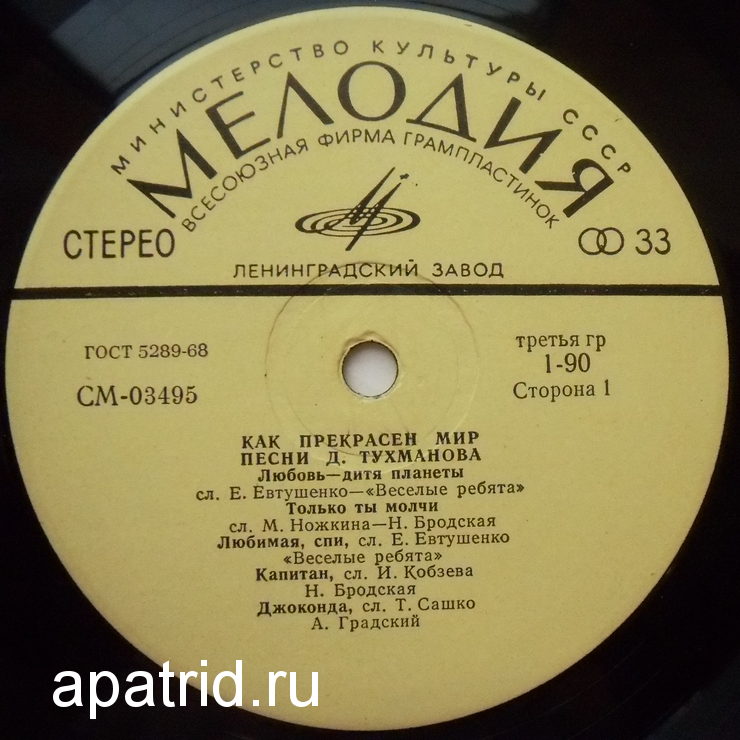 МИНИСТЕРСТВО КУЛЬТУРЫ СССР
МЕЛОДИЯ
ВСЕСОЮЗНАЯ ФИРМА ГРАМПЛАСТИНОК
СТЕРЕО
33
ЛЕНИНГРАДСКИЙ ЗАВОД
ГОСТ 5289-68
СМ-03495
третья гр
1-90
Сторона 1
КАК ПРЕКРАСЕН МИР
ПЕСНИ Д. ТУХМАНОВА
Любовь—дитя планеты
сл. Е. Евтушенко—«Веселые ребята»
Только ты молчи
сл. М. Ножкина—Н. Бродская
Любимая, спи, сл. Е. Евтушенко
«Веселые ребята»
Капитан, сл. И. Кобзева
Н. Бродская
Джоконда, сл. Т. Сашко
А. Градский
apatrid.ru